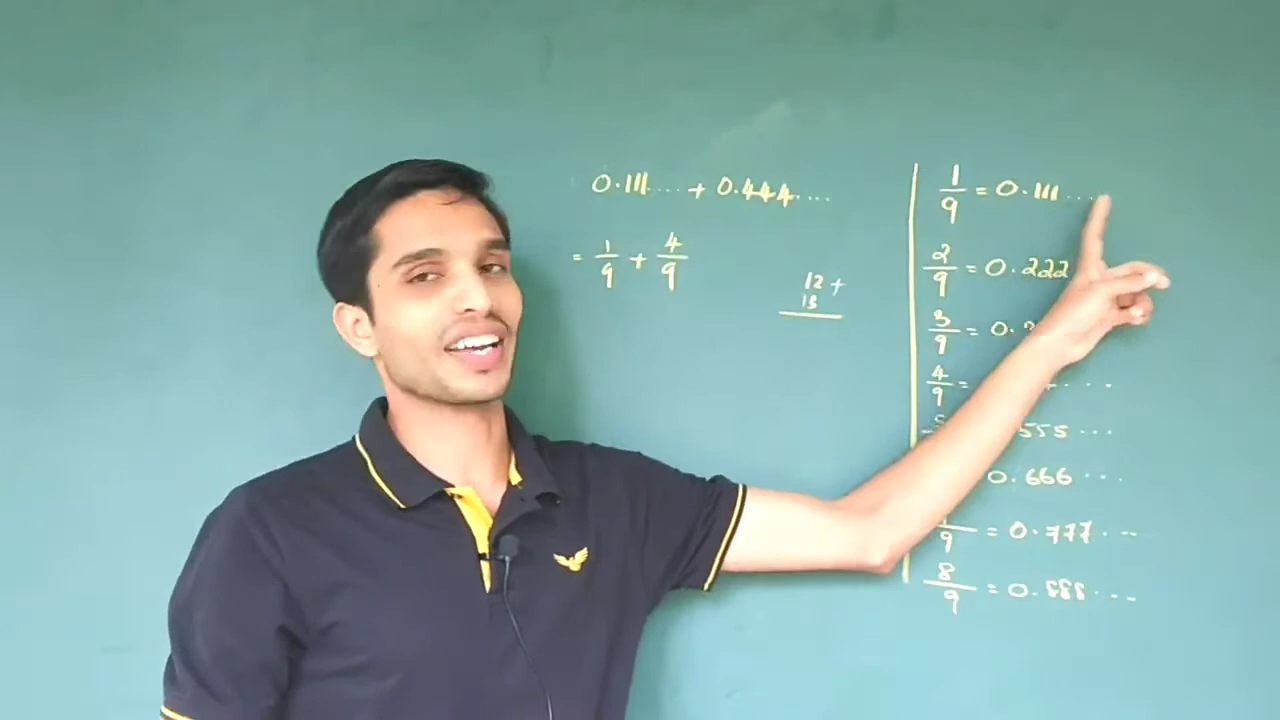 0.111.... + 0.444....
= 1/9 + 4/9
12 +
13
1/9 = 0.111....
2/9 = 0.222
3/9 = 0.
4/9 = ...
555...
0.666...
9 = 0.777...
8/9 = 0.888...